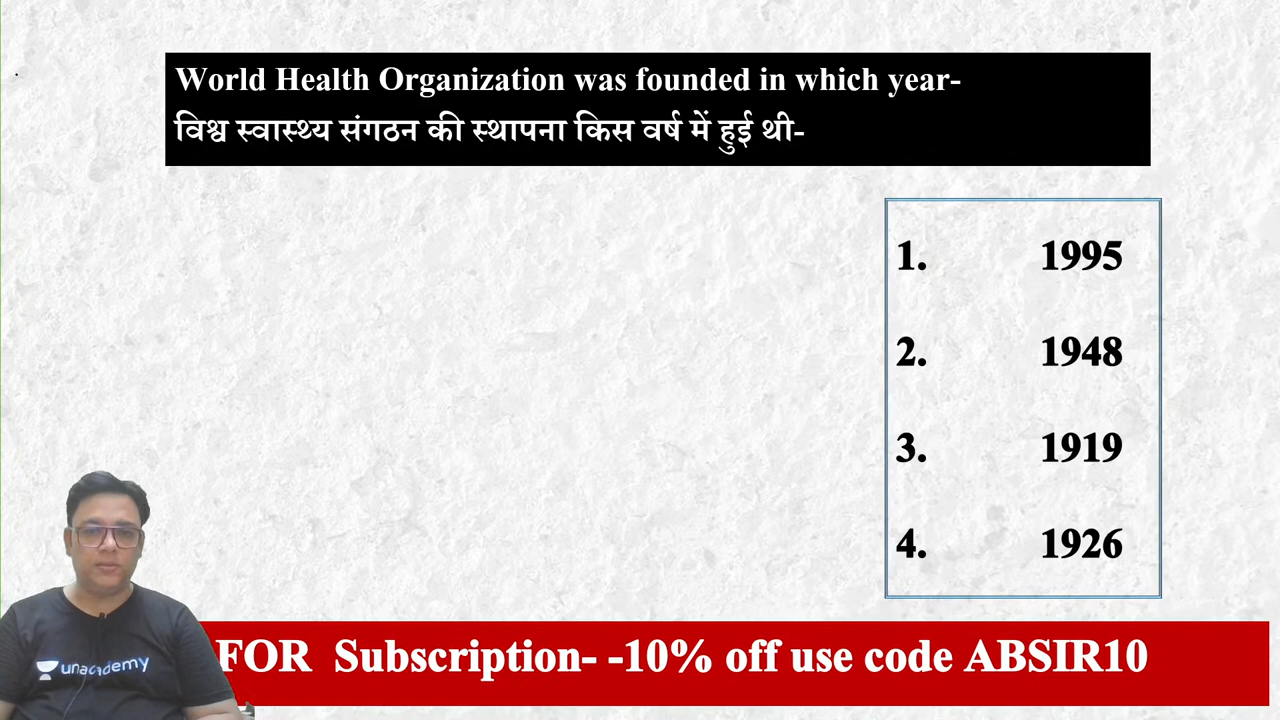 World Health Organization was founded in which year-
विश्व स्वास्थ्य संगठन की स्थापना किस वर्ष में हुई थी-
1. 1995
2. 1948
3. 1919
4. 1926
unacademy
FOR Subscription- -10% off use code ABSIR10